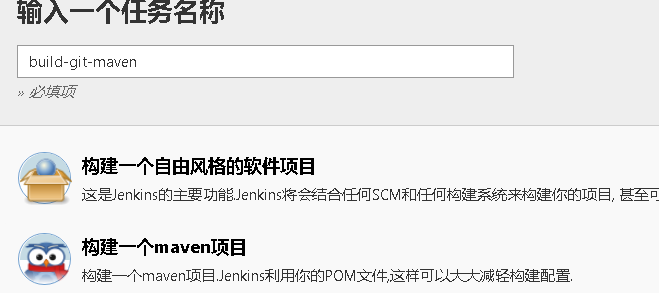 输入一个任务名称
build-git-maven
» 必填项
构建一个自由风格的软件项目
这是Jenkins的主要功能.Jenkins将会结合任何SCM和任何构建系统来构建你的项目, 甚至可
构建一个maven项目
构建一个maven项目.Jenkins利用你的POM文件,这样可以大大减轻构建配置.